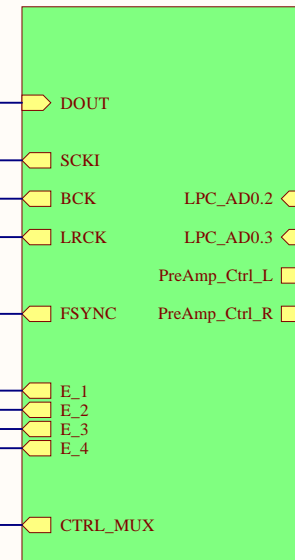 DOUT
SCKI
BCK LPC_AD0.2
LRCK LPC_AD0.3
PreAmp_Ctrl_L
FSYNC PreAmp_Ctrl_R
E_1
E_2
E_3
E_4
CTRL_MUX